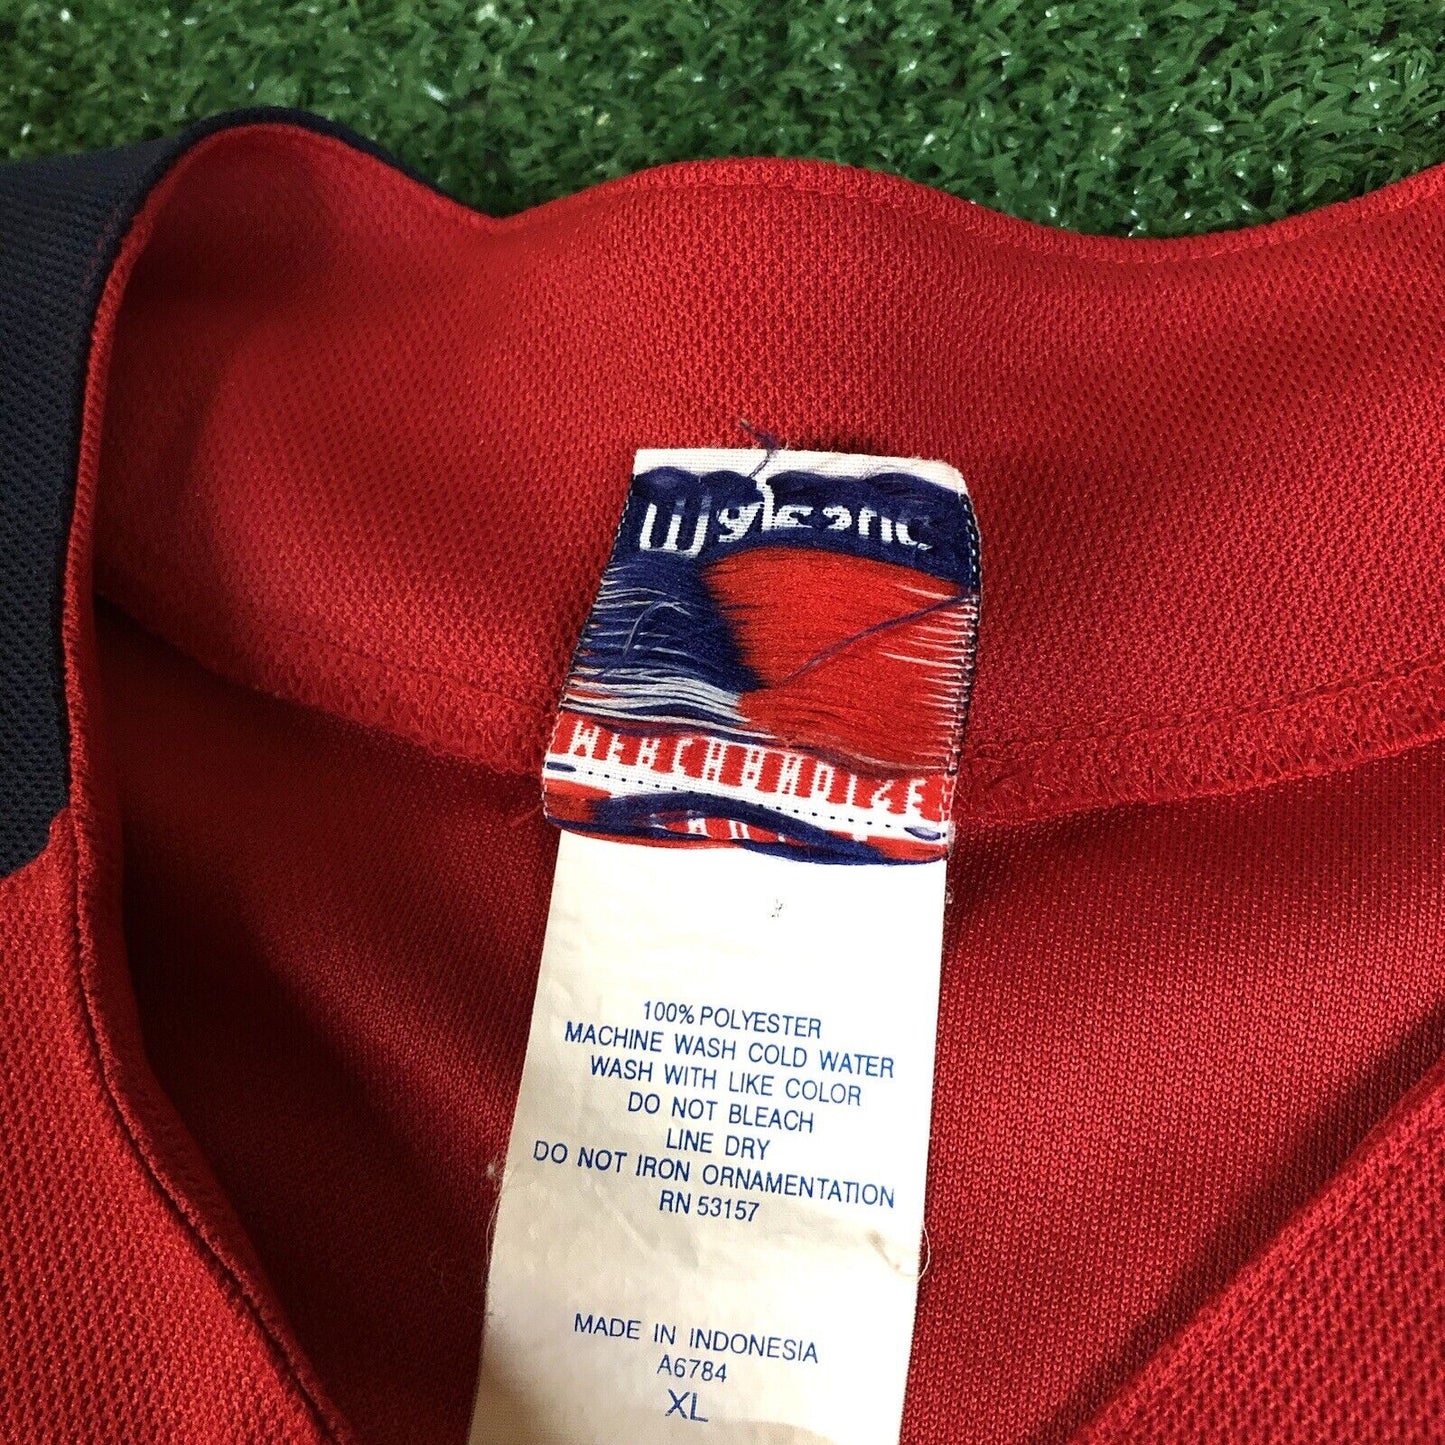 100% POLYESTER
MACHINE WASH COLD WATER
WASH WITH LIKE COLOR
DO NOT BLEACH
LINE DRY
DO NOT IRON ORNAMENTATION
RN 53157
MADE IN INDONESIA
A6784
XL